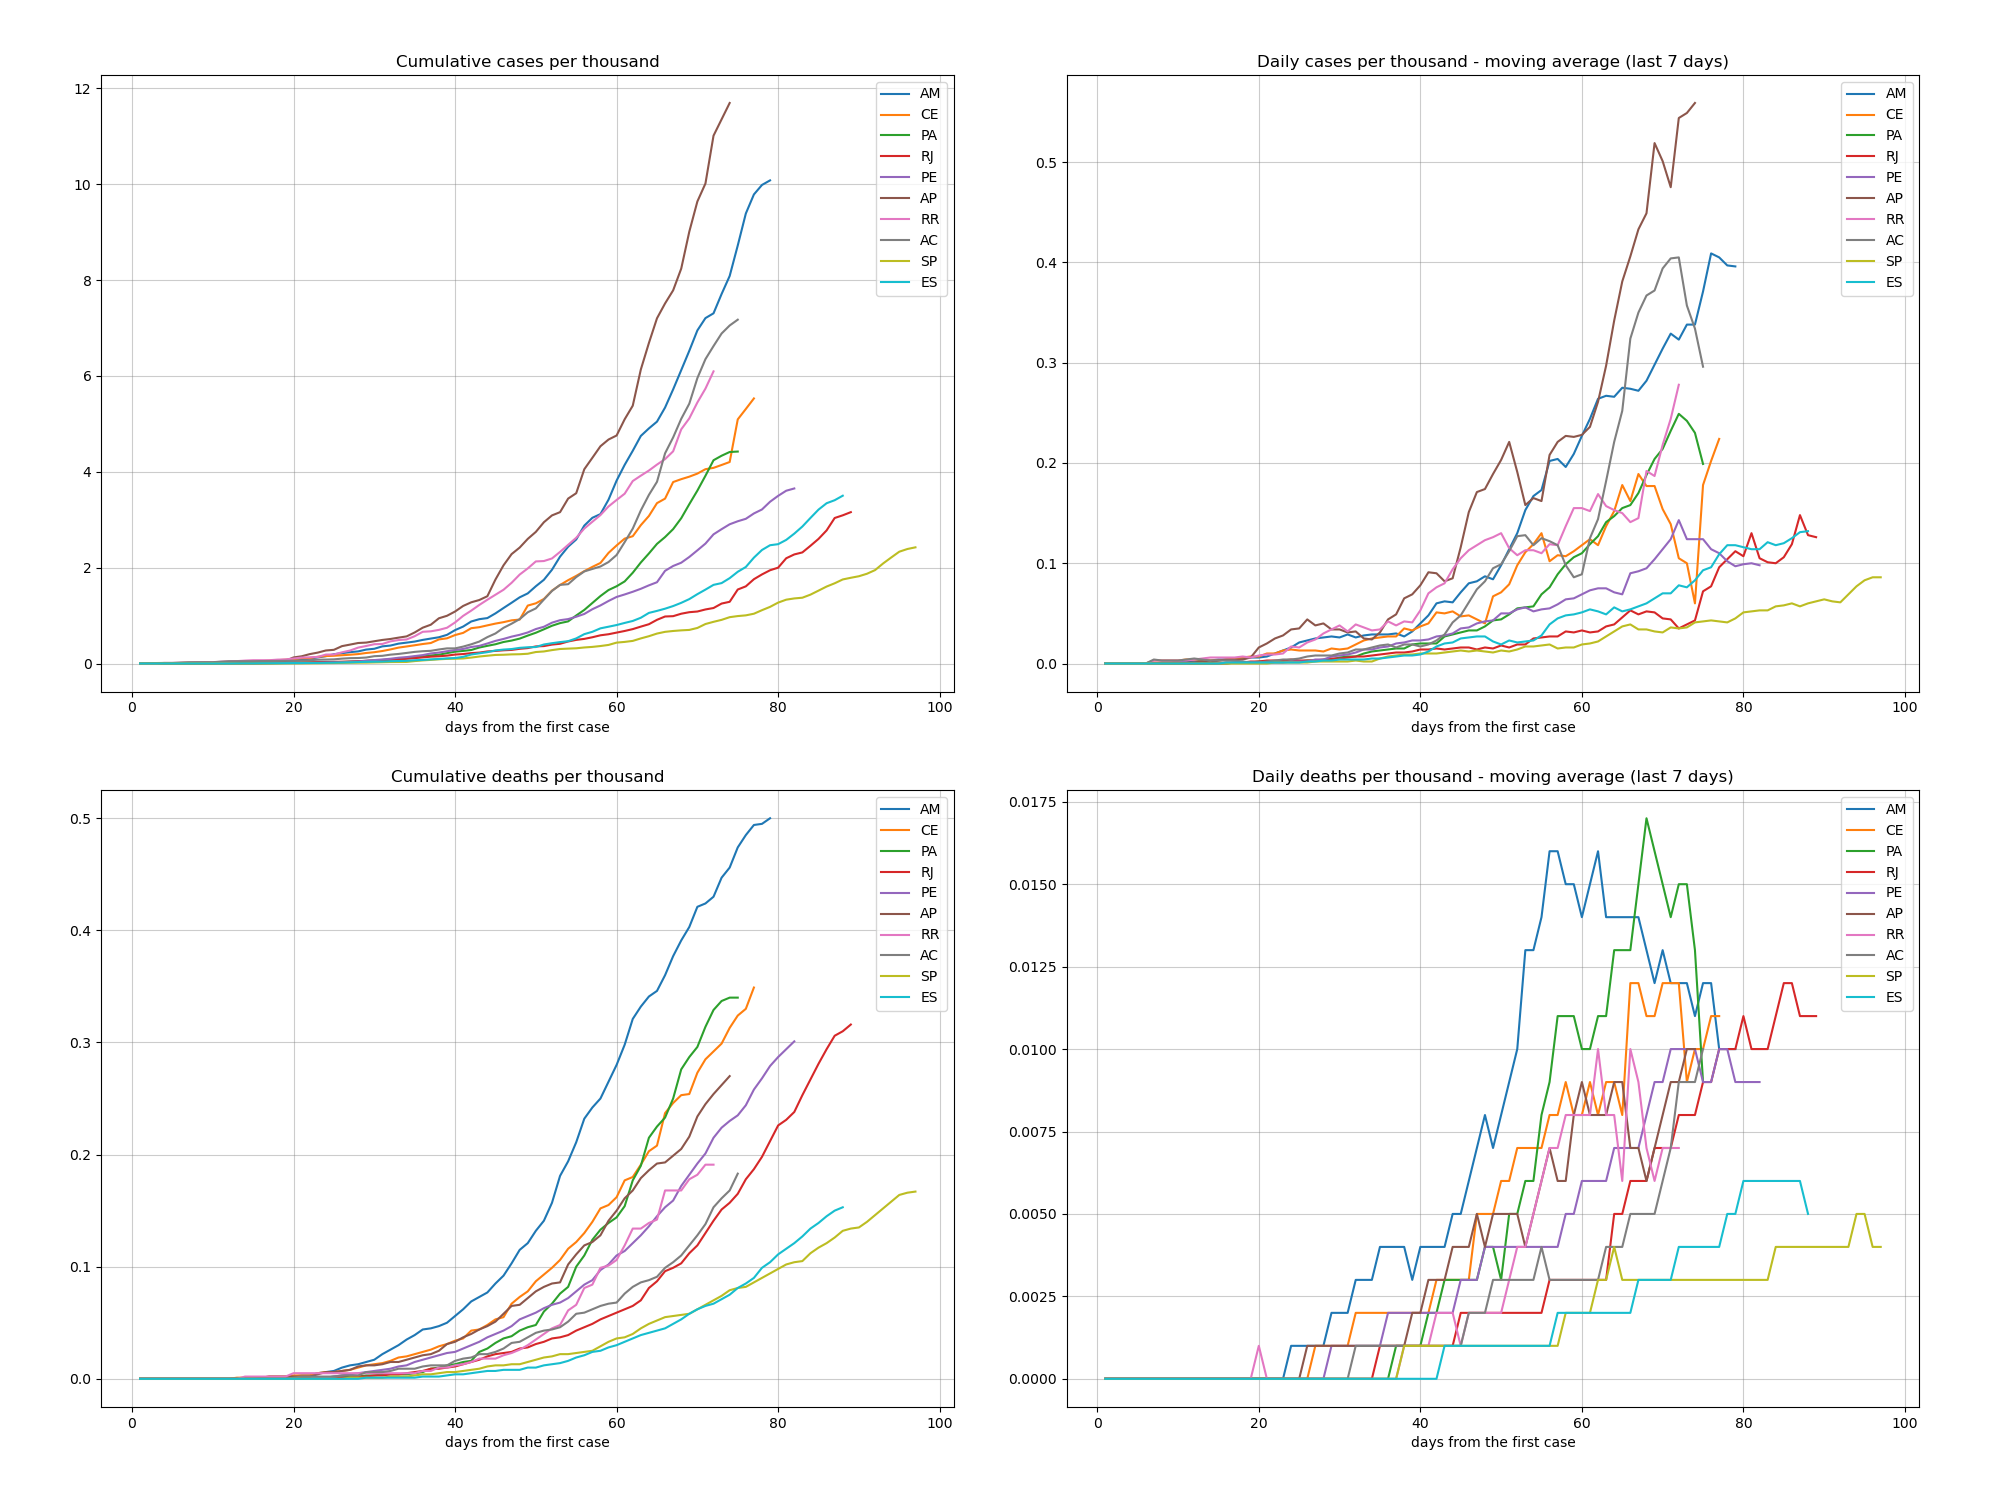 Cumulative cases per thousand
12
10
8
6
4
2
0
0 20 40 60 80 100
days from the first case
AM
CE
PA
RJ
PE
AP
RR
AC
SP
ES
Daily cases per thousand - moving average (last 7 days)
0.5
0.4
0.3
0.2
0.1
0.0
0 20 40 60 80 100
days from the first case
AM
CE
PA
RJ
PE
AP
RR
AC
SP
ES
Cumulative deaths per thousand
0.5
0.4
0.3
0.2
0.1
0.0
0 20 40 60 80 100
days from the first case
AM
CE
PA
RJ
PE
AP
RR
AC
SP
ES
Daily deaths per thousand - moving average (last 7 days)
0.0175
0.0150
0.0125
0.0100
0.0075
0.0050
0.0025
0.0000
0 20 40 60 80 100
days from the first case
AM
CE
PA
RJ
PE
AP
RR
AC
SP
ES